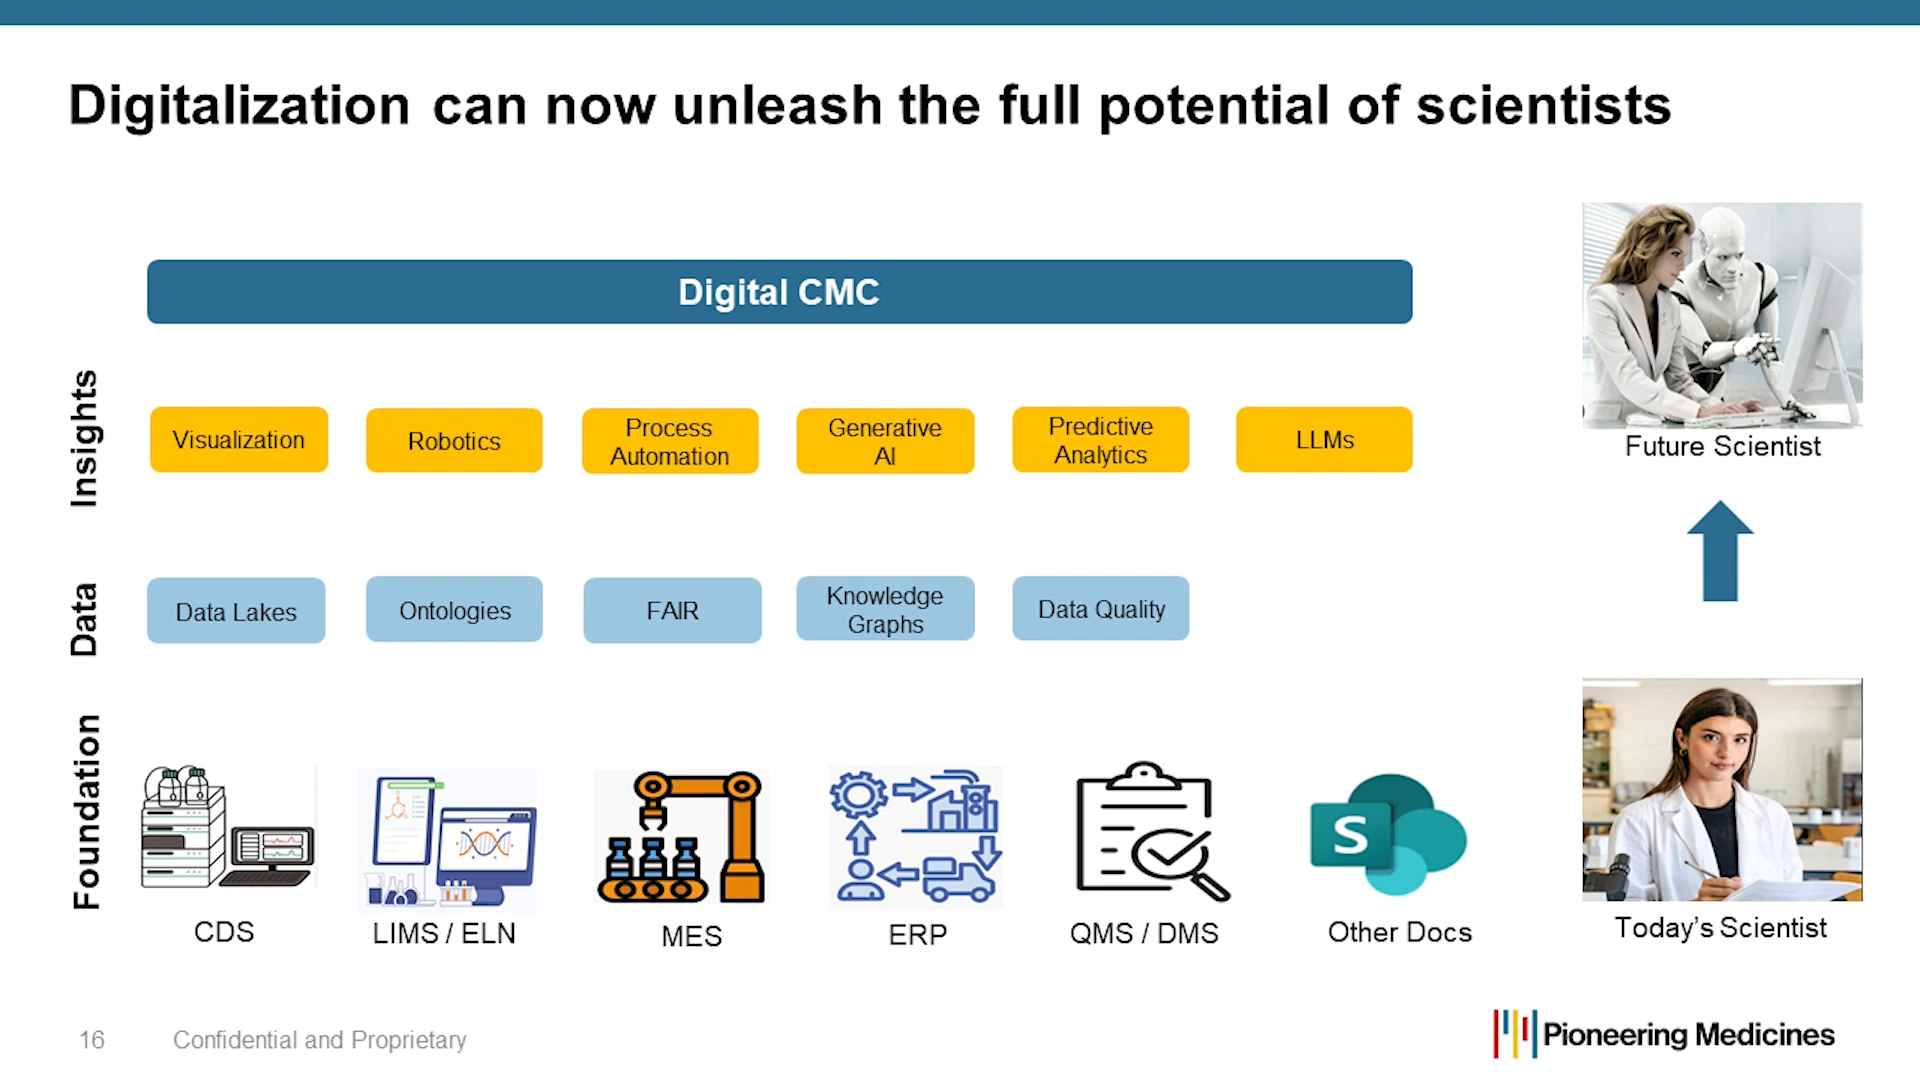 Digitalization can now unleash the full potential of scientists
Digital CMC
Insights
Visualization
Robotics
Process
Automation
Generative
AI
Predictive
Analytics
LLMs
Future Scientist
Data
Data Lakes
Ontologies
FAIR
Knowledge
Graphs
Data Quality
Foundation
S
CDS
LIMS / ELN
MES
ERP
QMS / DMS
Other Docs
Today's Scientist
16
Confidential and Proprietary
Pioneering Medicines